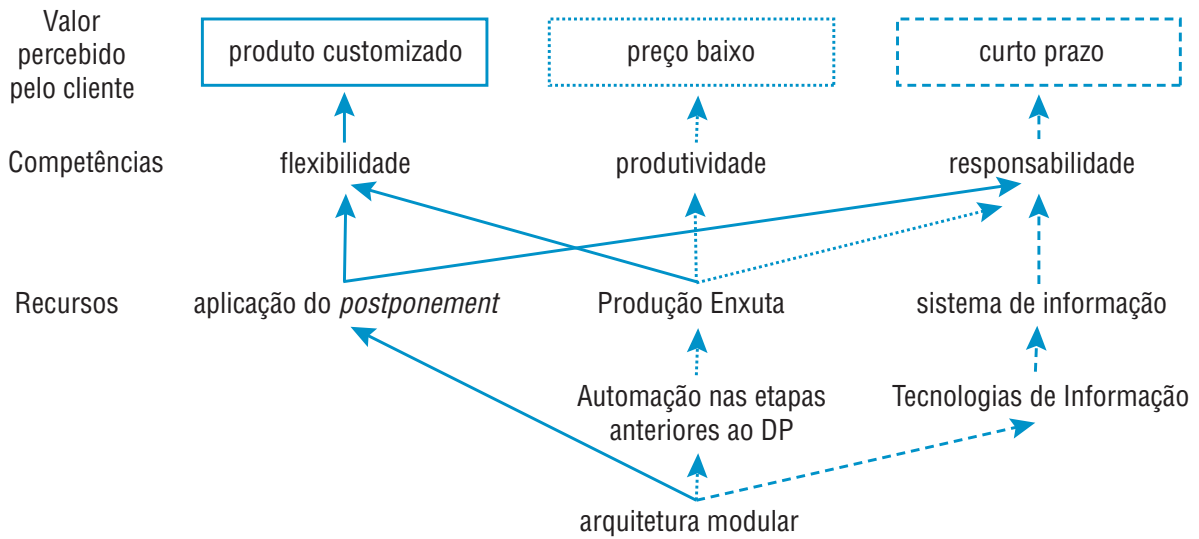 Valor
percebido
pelo cliente
produto customizado
preço baixo
curto prazo
Competências
flexibilidade
produtividade
responsabilidade
Recursos
aplicação do postponement
Produção Enxuta
sistema de informação
Automação nas etapas
anteriores ao DP
Tecnologias de Informação
arquitetura modular